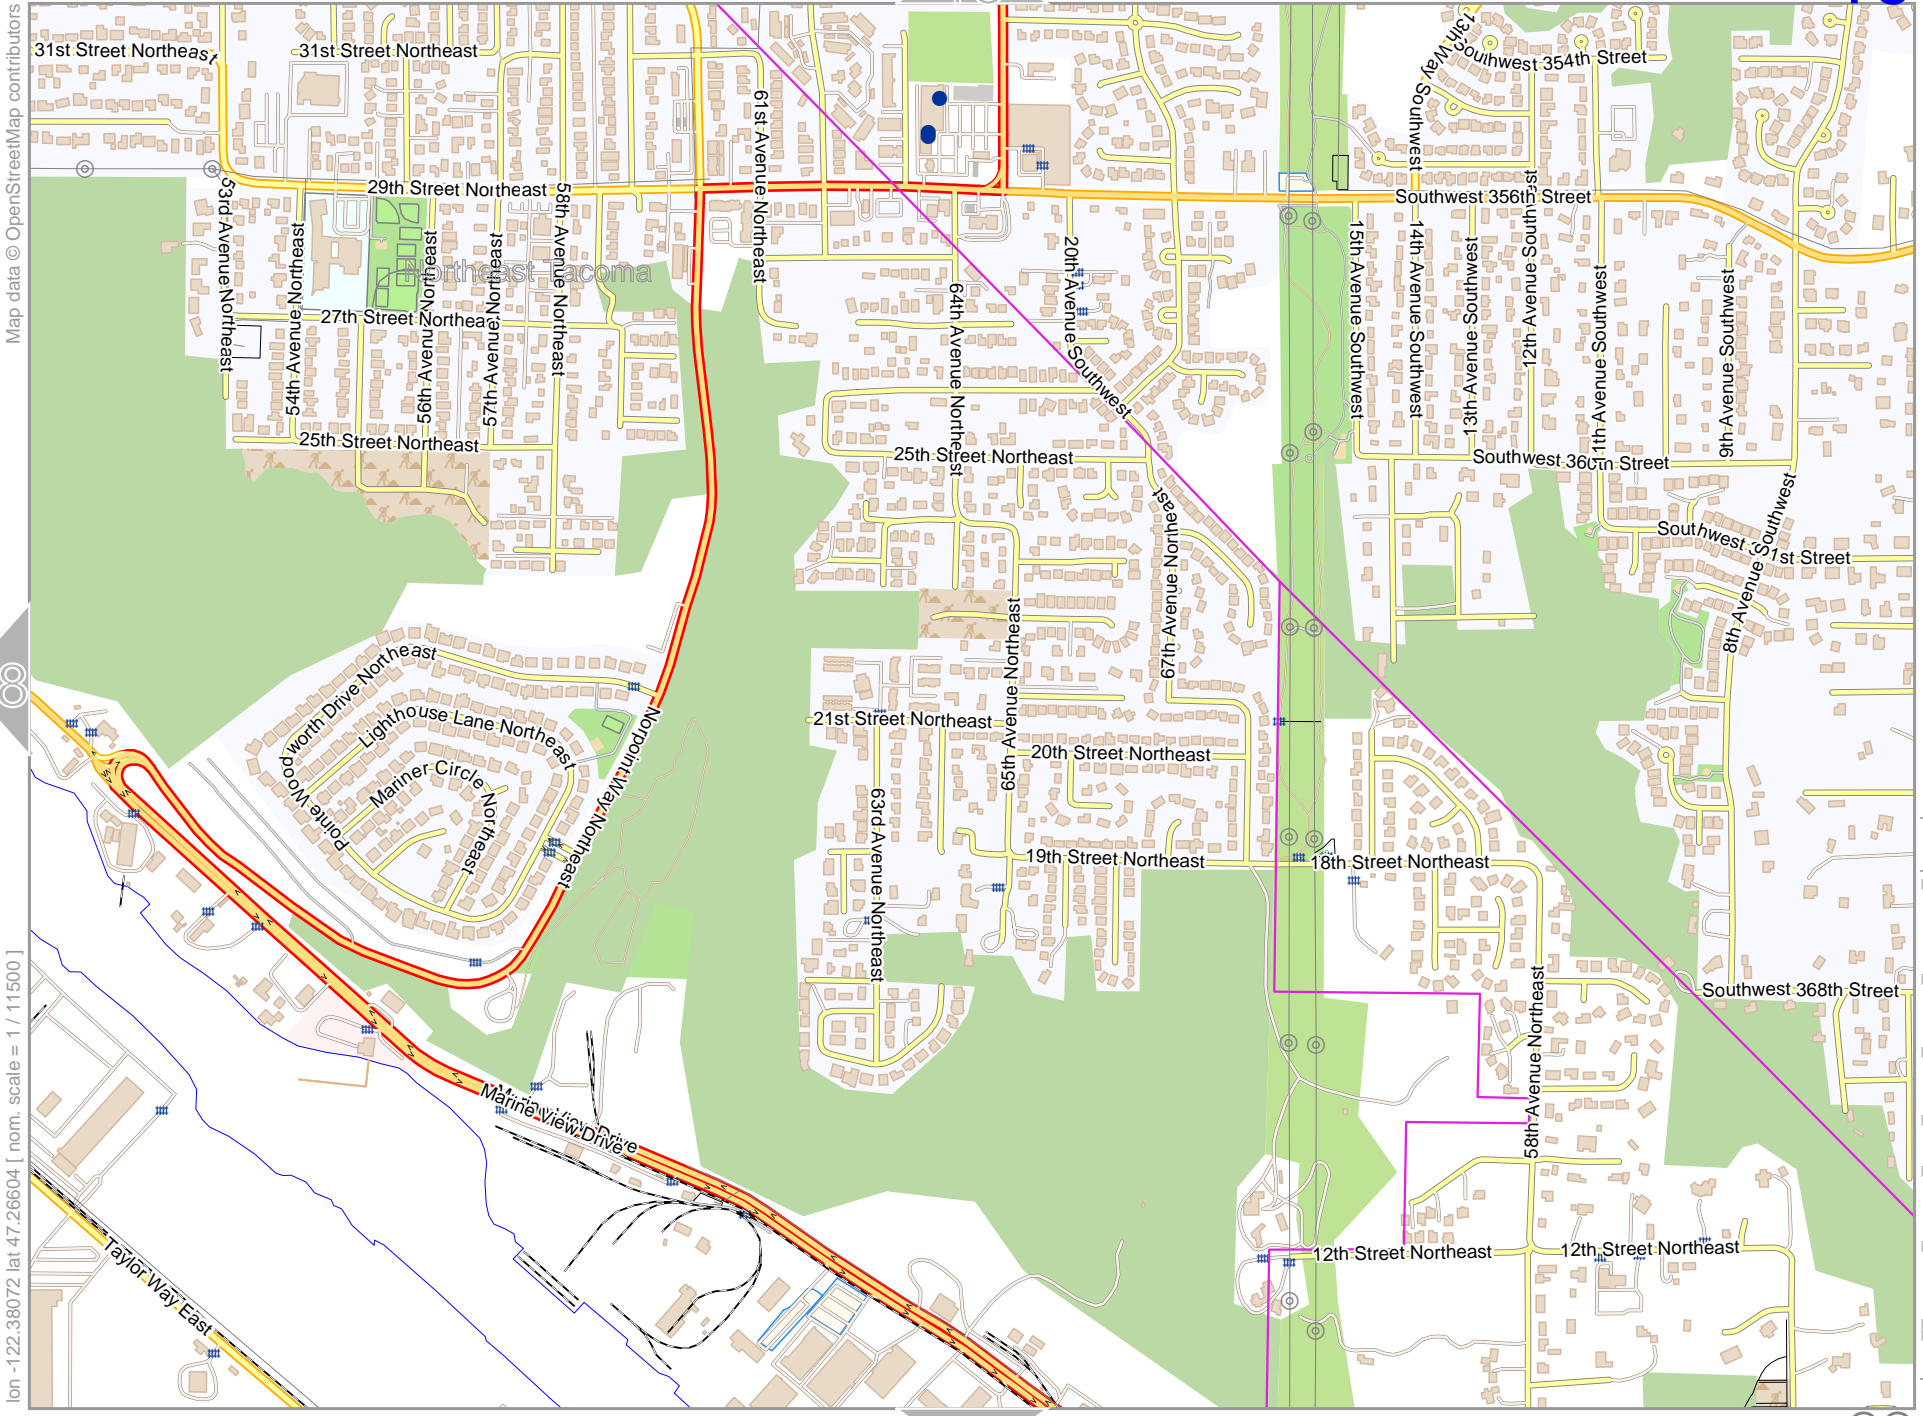 Map data © OpenStreetMap contributors
lon -122.38072 lat 47.26604 [ nom. scale = 1 / 11500 ]
8
31st Street Northeast
31st Street Northeast
13th Way Southwest
Southwest 354th Street
61st Avenue Northeast
29th Street Northeast
Southwest 356th Street
53rd Avenue Northeast
54th Avenue Northeast
56th Avenue Northeast
57th Avenue Northeast
58th Avenue Northeast
Northeast Tacoma
27th Street Northeast
25th Street Northeast
64th Avenue Northeast
20th Avenue Southwest
15th Avenue Southwest
14th Avenue Southwest
13th Avenue Southwest
12th Avenue Southwest
11th Avenue Southwest
9th Avenue Southwest
25th Street Northeast
Southwest 360th Street
Southwest 361st Street
8th Avenue Southwest
67th Avenue Northeast
65th Avenue Northeast
Pointe Woodworth Drive Northeast
Lighthouse Lane Northeast
Mariner Circle Northeast
Norpoint Way Northeast
21st Street Northeast
20th Street Northeast
63rd Avenue Northeast
19th Street Northeast
18th Street Northeast
58th Avenue Northeast
Southwest 368th Street
Marine View Drive
Marine View Drive
12th Street Northeast
12th Street Northeast
Taylor Way East